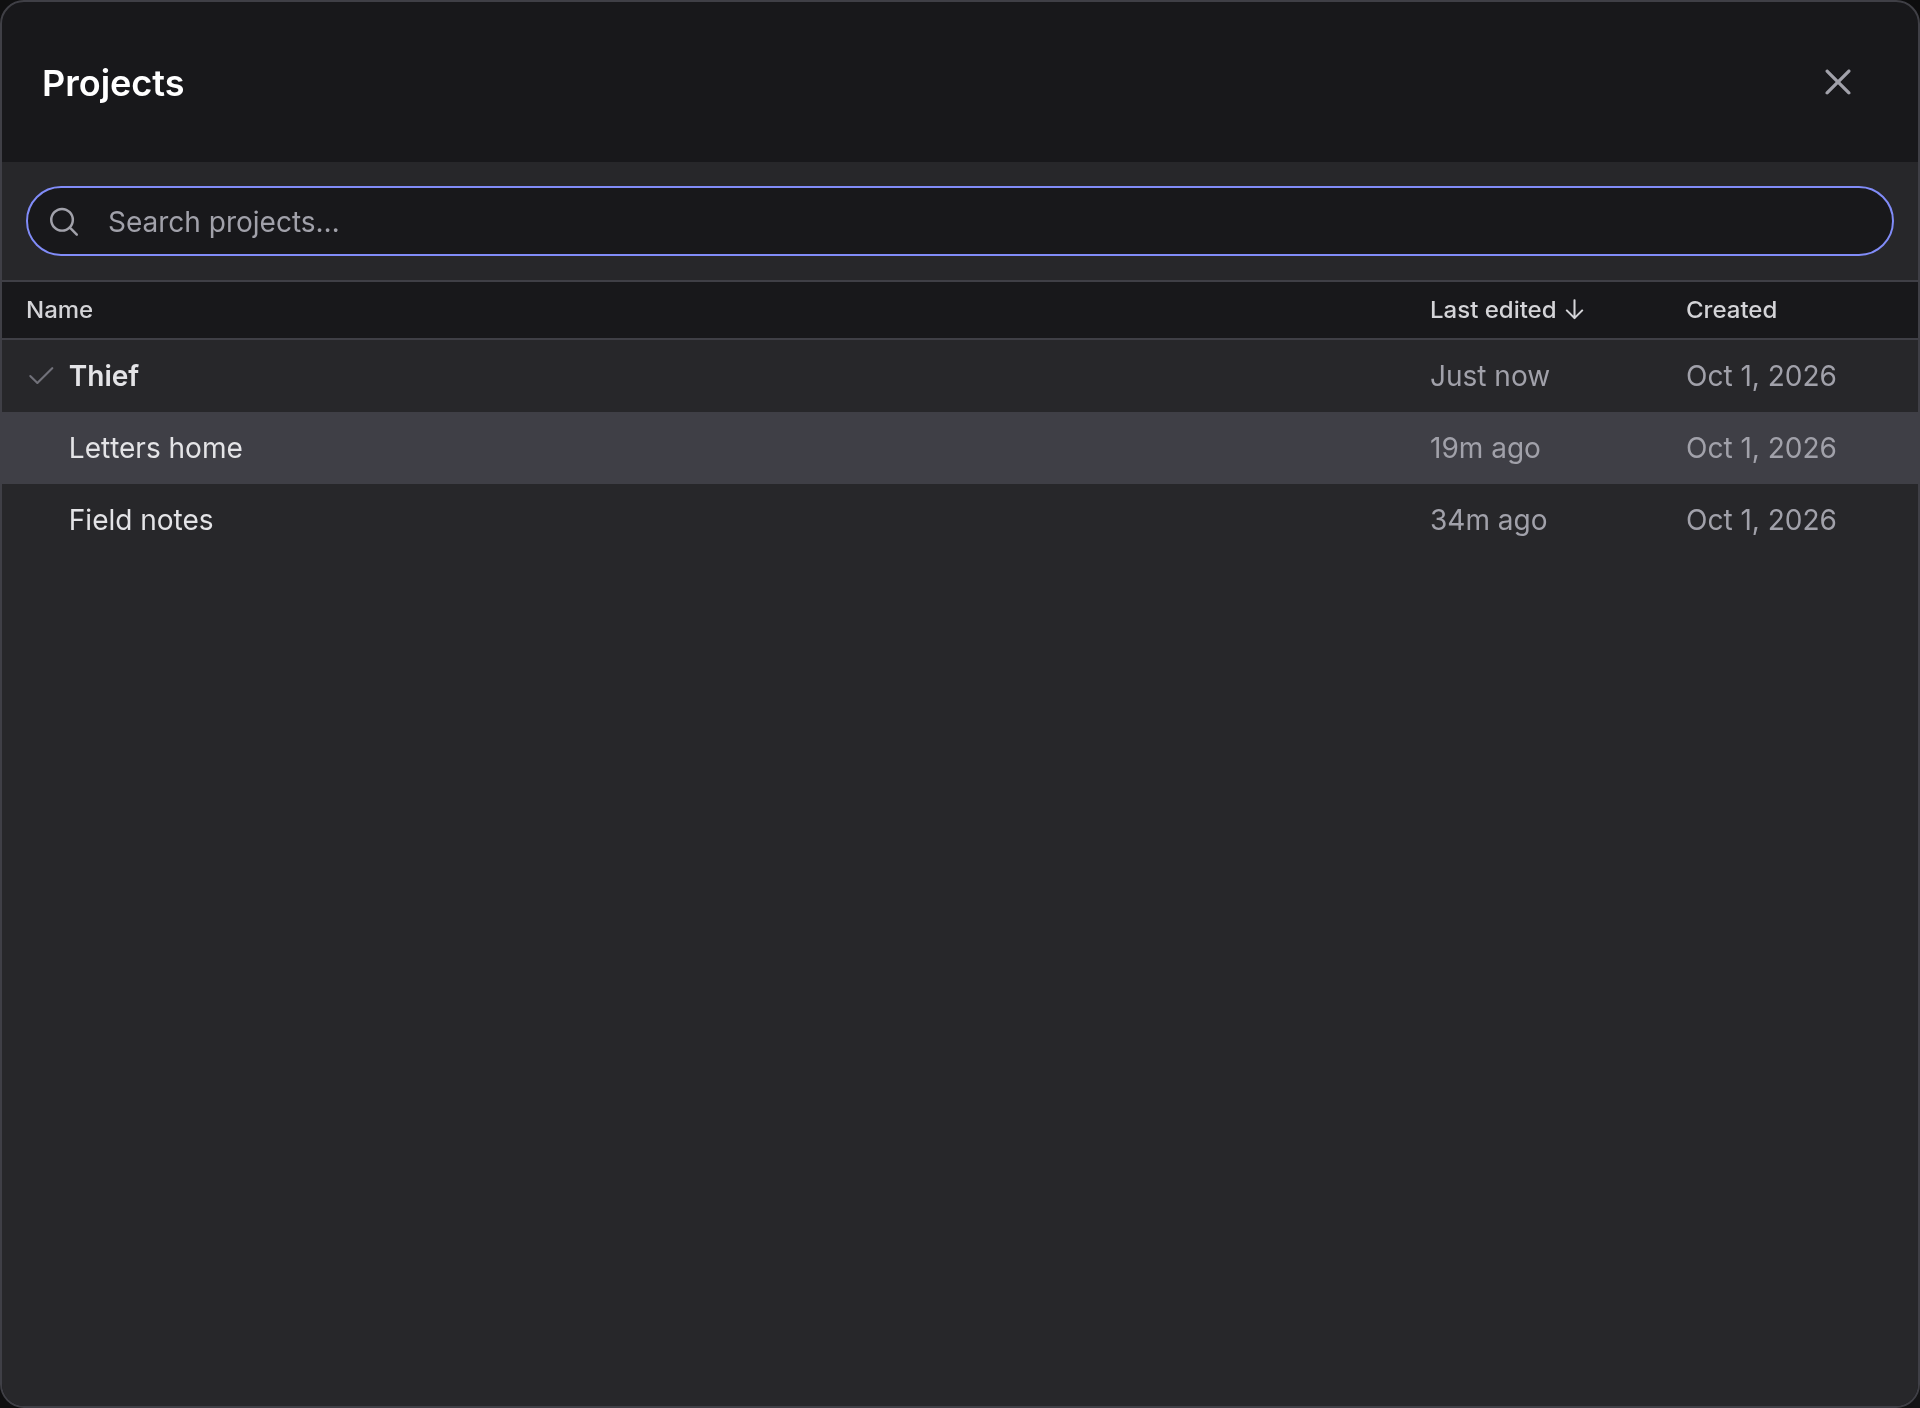 Projects
Search projects...
Name Last edited ↓ Created
Thief Just now Oct 1, 2026
Letters home 19m ago Oct 1, 2026
Field notes 34m ago Oct 1, 2026